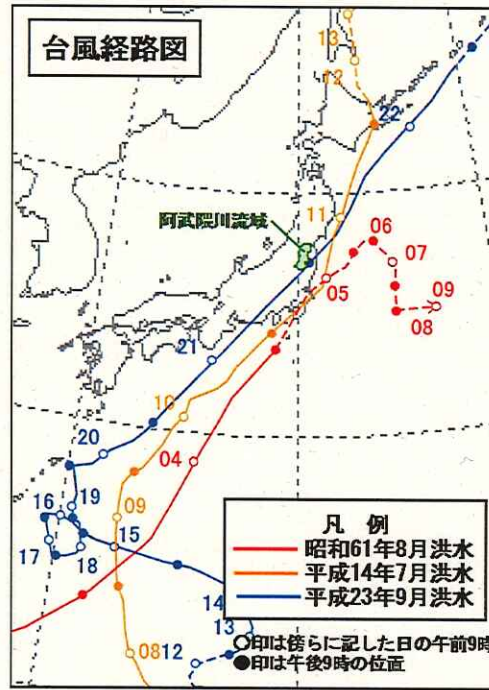 台風経路図
13
12
22
11
阿武隈川流域
06
07
05
09
08
21
10
20
04
19
16
09
15
17
18
凡 例
昭和61年8月洪水
平成14年7月洪水
平成23年9月洪水
14
13
○印は傍らに記した日の午前9時
08
12
●印は午後9時の位置